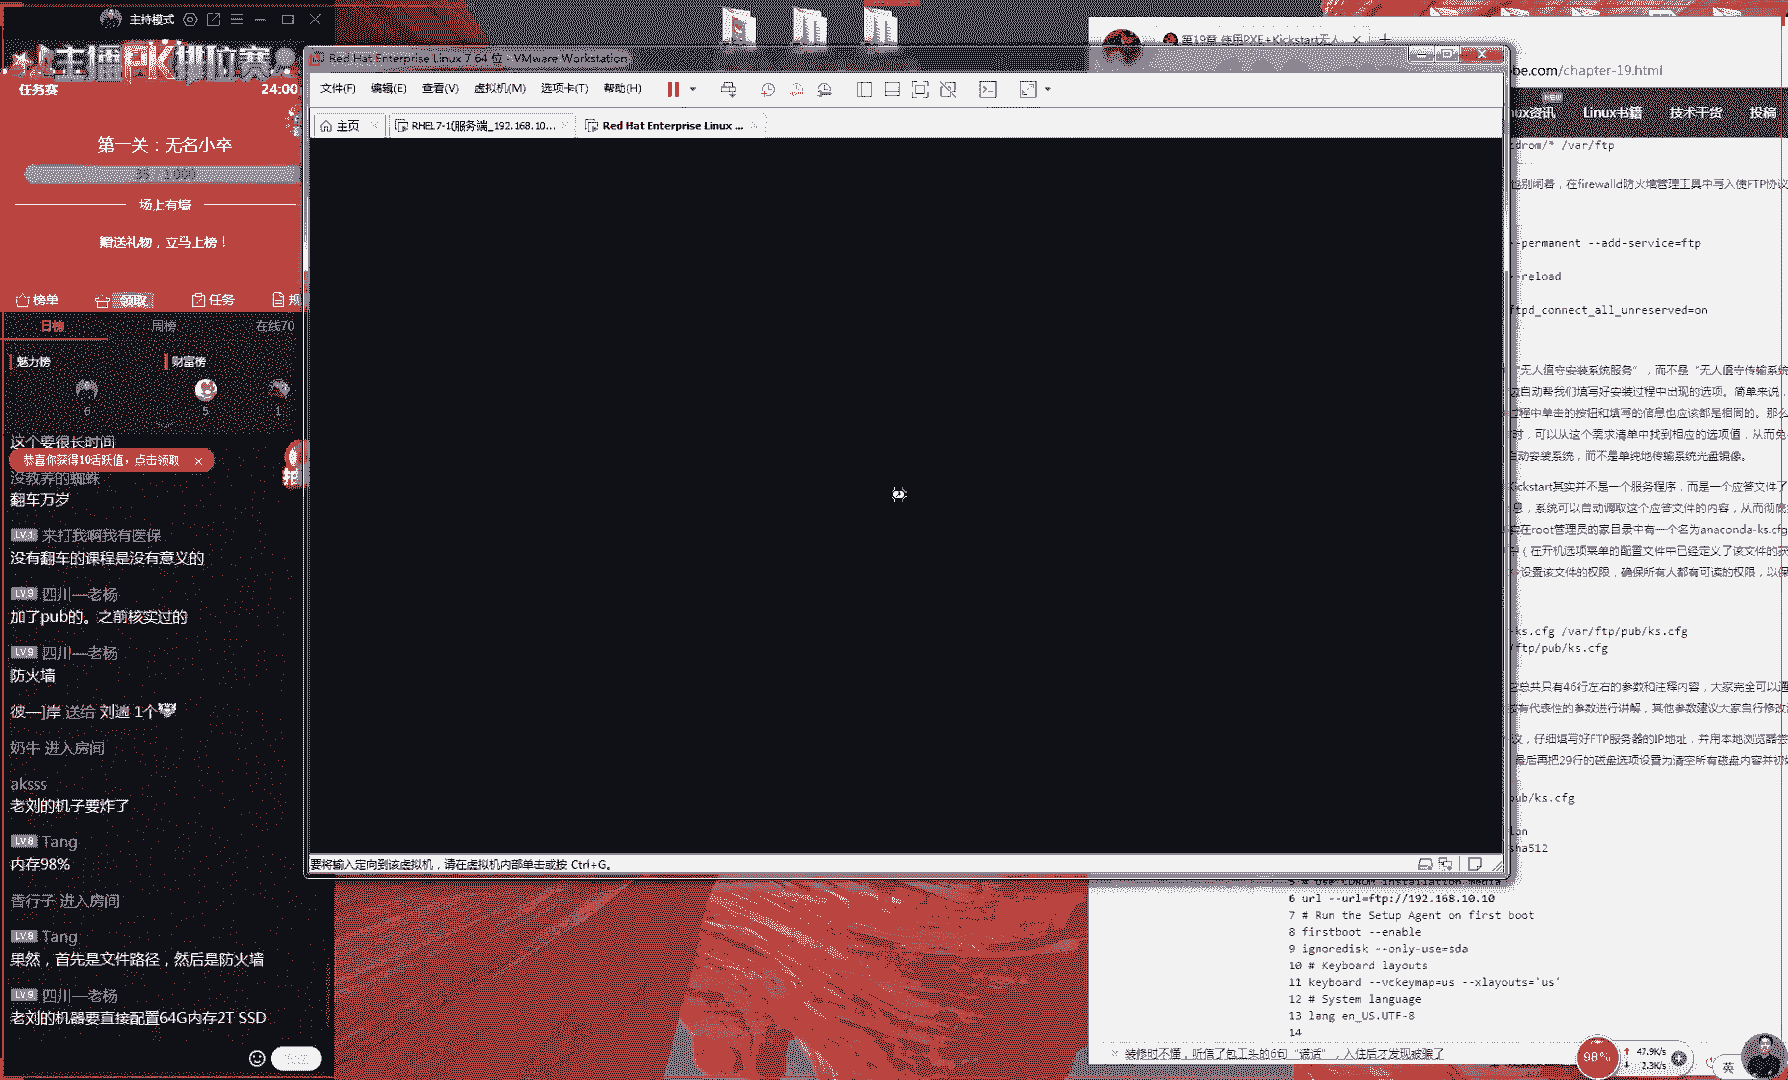 主持模式
主播PK排位赛
任务赛
24:00
第一关：无名小卒
35 / 1000
场上有墙
赠送礼物，立马上榜！
榜单
领取
任务
日榜
周榜
在线70
魅力榜
财富榜
6
5
1
这个要很长时间
恭喜你获得10活跃值，点击领取
没教养的蜘蛛
翻车万岁
LV.1 来打我啊我有医保
没有翻车的课程是没有意义的
LV.9 四川—老杨
加了pub的。之前核实过的
LV.9 四川—老杨
防火墙
送给 刘遄 1个
奶牛 进入房间
aksss
老刘的机子要炸了
LV.8 Tang
内存98%
进入房间
LV.9 Tang
果然，首先是文件路径，然后是防火墙
LV.9 四川—老杨
老刘的机器要直接配置64G内存2T SSD
Red Hat Enterprise Linux 7 64 位 - VMware Workstation
文件(F)
编辑(E)
查看(V)
虚拟机(M)
选项卡(T)
帮助(H)
主页
RHEL7-1(服务端_192.168.10...
Red Hat Enterprise Linux ...
要将输入定向到该虚拟机，请在虚拟机内部单击或按 Ctrl+G。
第19章 使用PXE+Kickstart无人
be.com/chapter-19.html
NEW
Linux书籍
技术干货
投稿
drom/* /var/ftp
也别闲着，在firewalld防火墙管理工具中写入使FTP协议
--permanent --add-service=ftp
--reload
ftpd_connect_all_unreserved=on
“无人值守安装系统服务”，而不是“无人值守传输系统
自动帮我们填写好安装过程中出现的选项。简单来说，
过程中单击的按钮和填写的信息也应该都是相同的。那么
时，可以从这个需求清单中找到相应的选项值，从而免
自动安装系统，而不是单纯地传输系统光盘镜像。
Kickstart其实并不是一个服务程序，而是一个应答文件了
息，系统可以自动调取这个应答文件的内容，从而彻底
在root管理员的家目录中有一个名为anaconda-ks.cfg
（在开机选项菜单的配置文件中已经定义了该文件的获
设置该文件的权限，确保所有人都有可读的权限，以保
-ks.cfg /var/ftp/pub/ks.cfg
/ftp/pub/ks.cfg
总共只有46行左右的参数和注释内容，大家完全可以通
有代表性的参数进行讲解，其他参数建议大家自行修改
议，仔细填写好FTP服务器的IP地址，并用本地浏览器尝
最后再把29行的磁盘选项设置为清空所有磁盘内容并初始
pub/ks.cfg
sha512
6 url --url=ftp://192.168.10.10
7 # Run the Setup Agent on first boot
8 firstboot --enable
9 ignoredisk --only-use=sda
10 # Keyboard layouts
11 keyboard --vckeymap=us --xlayouts='us'
12 # System language
13 lang en_US.UTF-8
14
装修时不懂，听信了包工头的6句“谎话”，入住后才发现被骗了
98%
47.9K/s
2.3K/s
英